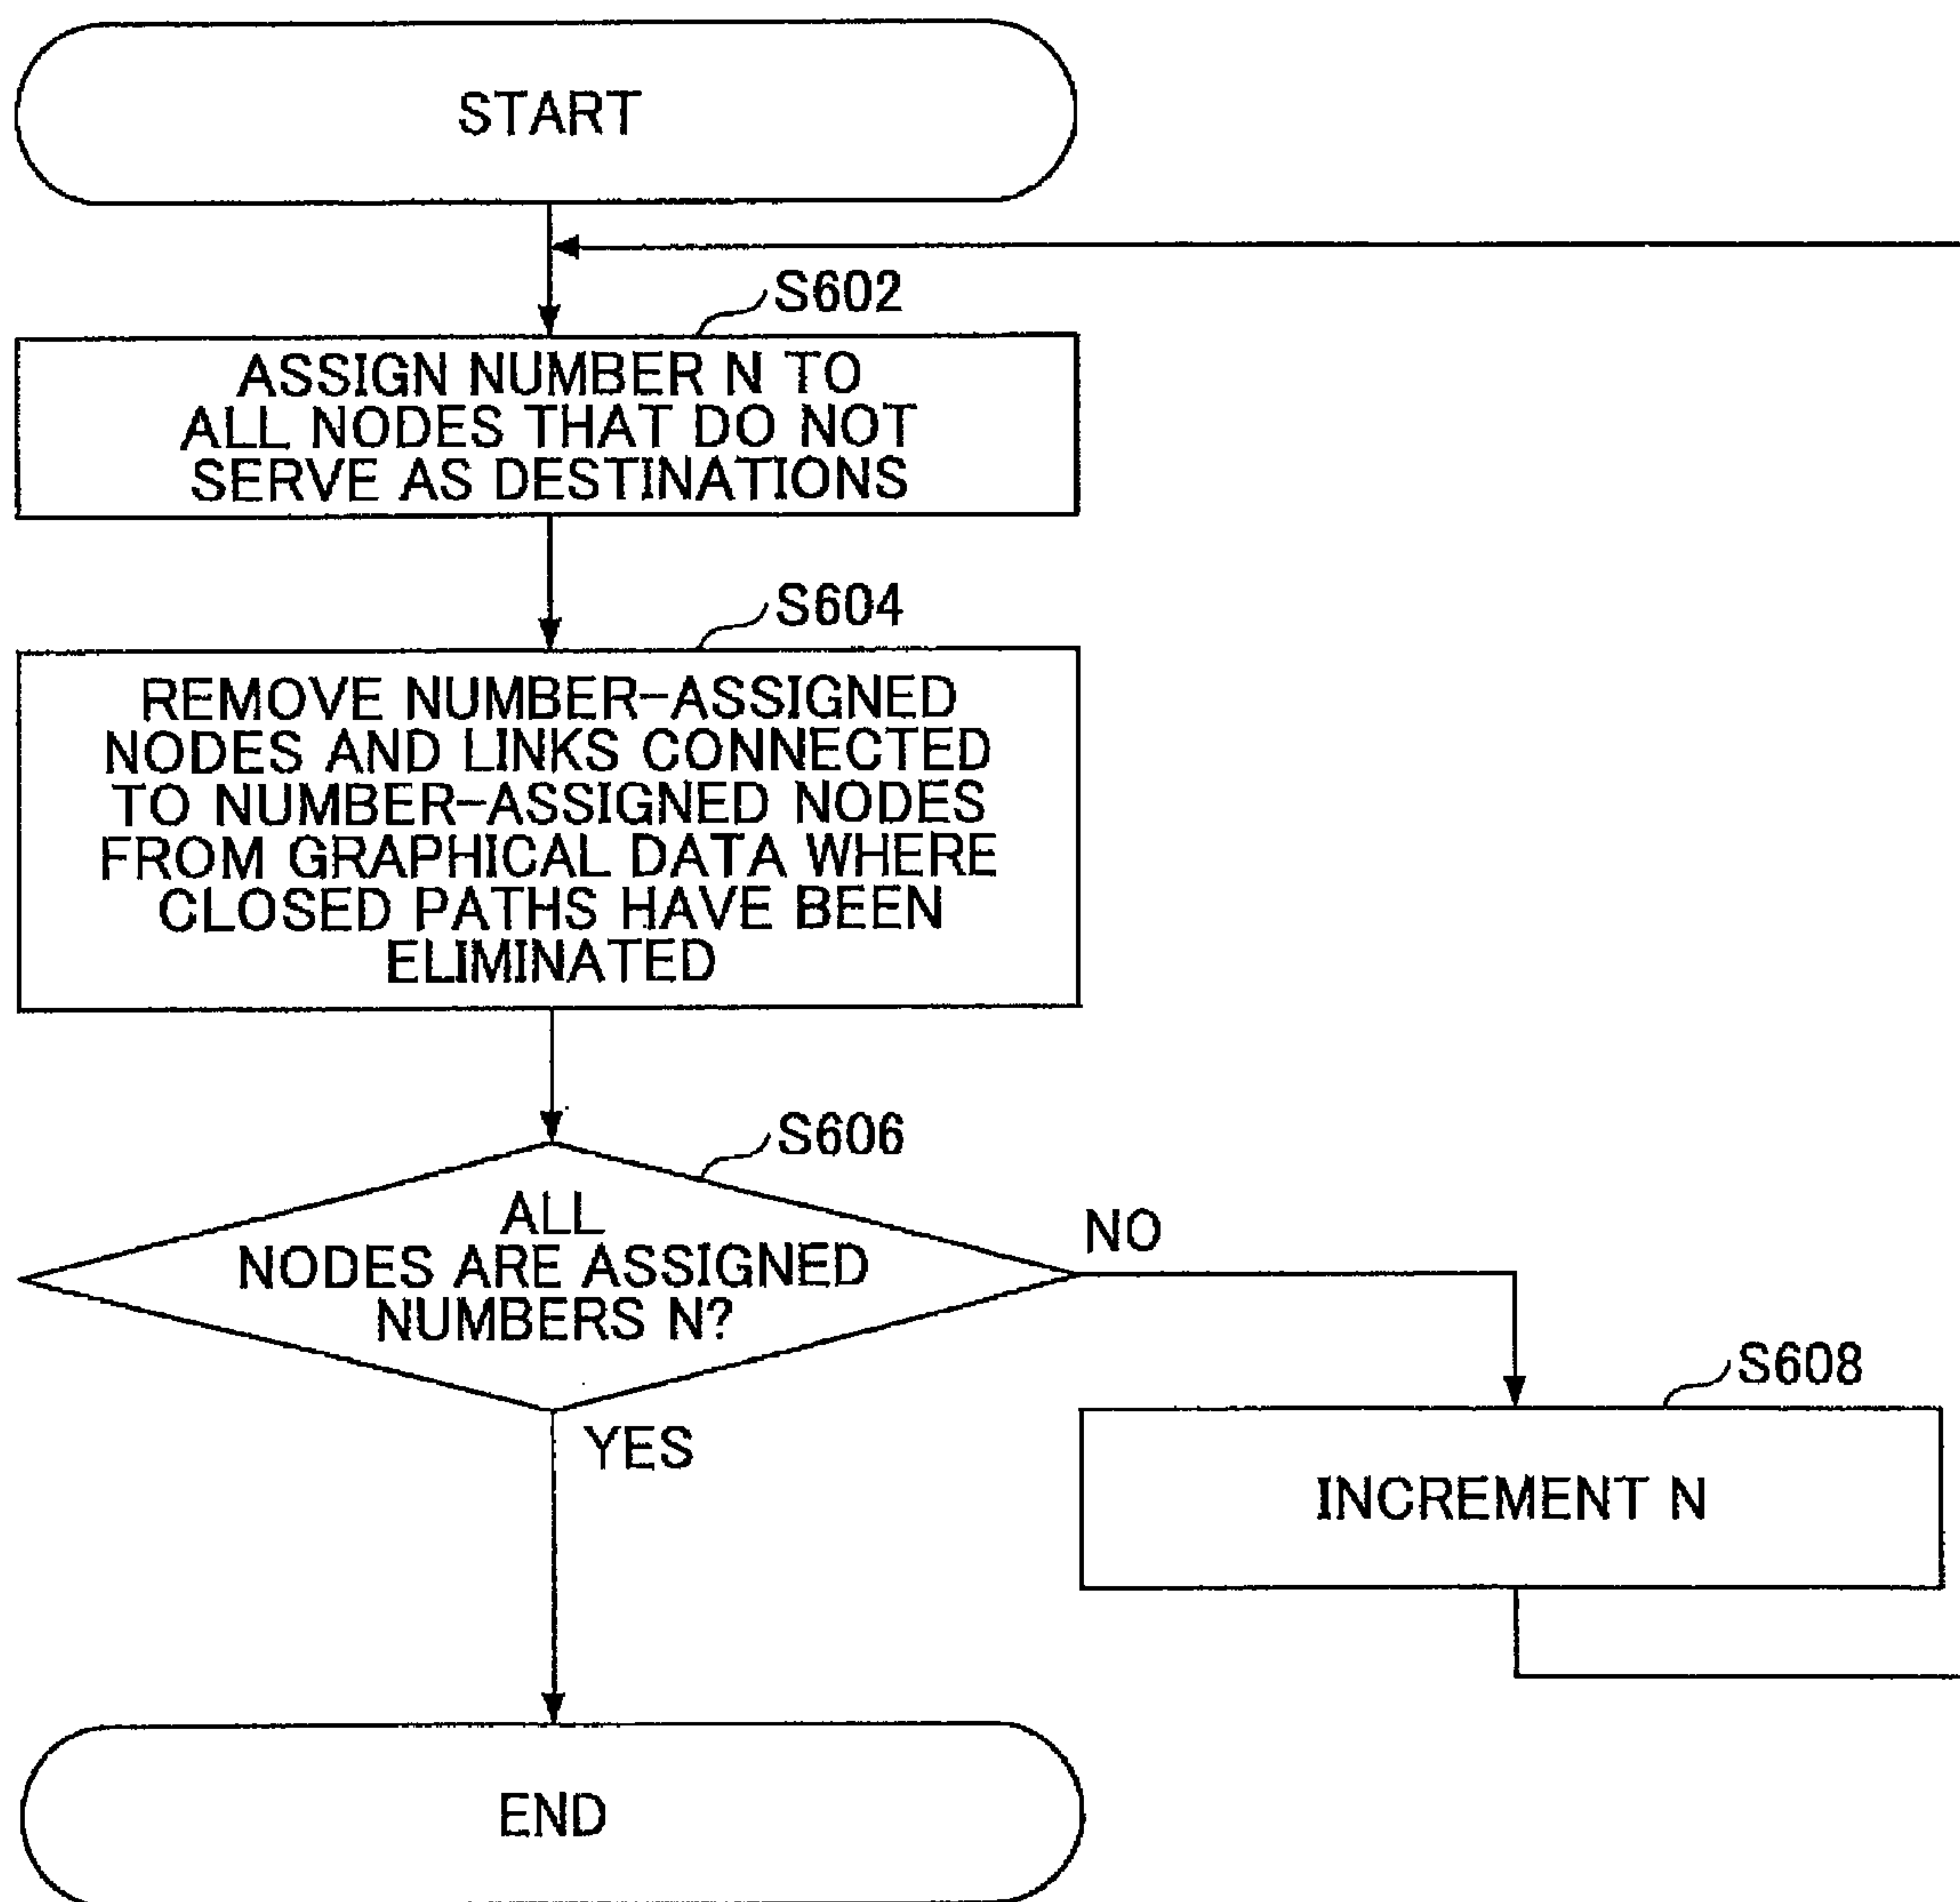 START
S602
ASSIGN NUMBER N TO
ALL NODES THAT DO NOT
SERVE AS DESTINATIONS
S604
REMOVE NUMBER-ASSIGNED
NODES AND LINKS CONNECTED
TO NUMBER-ASSIGNED NODES
FROM GRAPHICAL DATA WHERE
CLOSED PATHS HAVE BEEN
ELIMINATED
S606
ALL
NODES ARE ASSIGNED
NUMBERS N?
NO
YES
S608
INCREMENT N
END